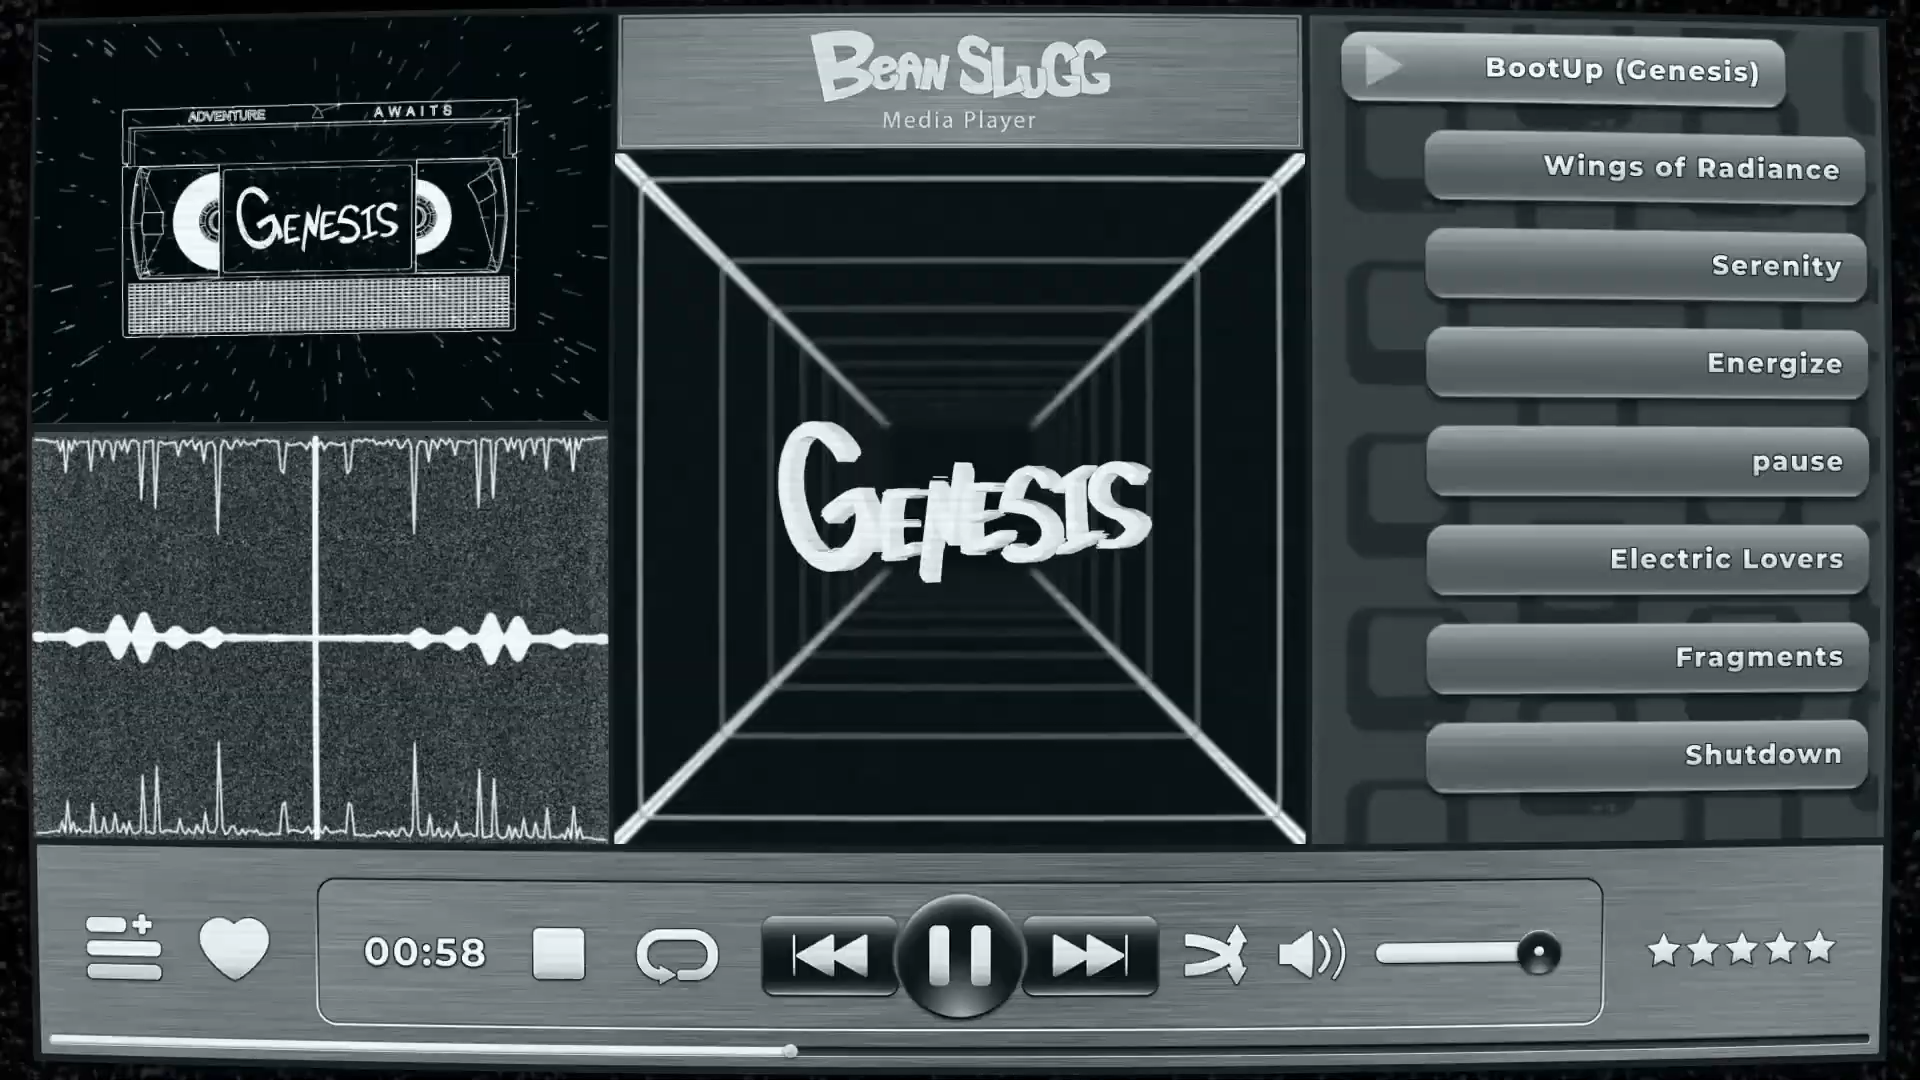 ADVENTURE AWAITS
GENESIS
BEAN SLUGG
Media Player
GENESIS
BootUp (Genesis)
Wings of Radiance
Serenity
Energize
pause
Electric Lovers
Fragments
Shutdown
00:58